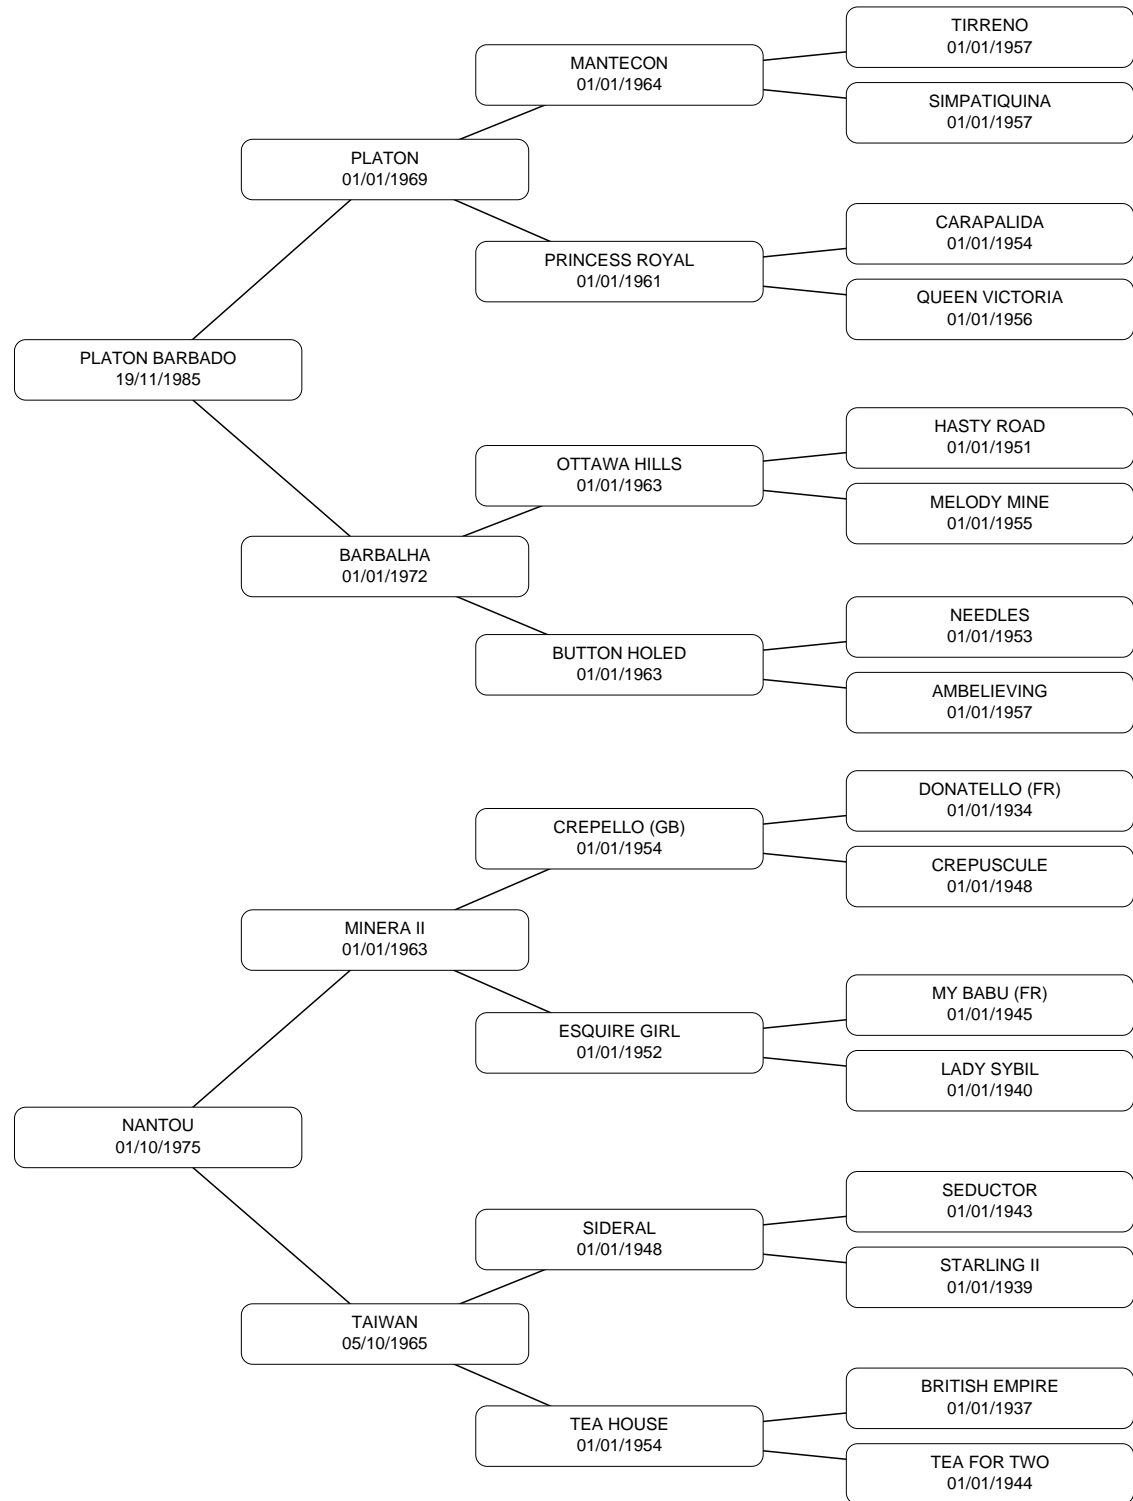 TIRRENO
01/01/1957
MANTECON
01/01/1964
SIMPATIQUINA
01/01/1957
PLATON
01/01/1969
CARAPALIDA
01/01/1954
PRINCESS ROYAL
01/01/1961
QUEEN VICTORIA
01/01/1956
PLATON BARBADO
19/11/1985
HASTY ROAD
01/01/1951
OTTAWA HILLS
01/01/1963
MELODY MINE
01/01/1955
BARBALHA
01/01/1972
NEEDLES
01/01/1953
BUTTON HOLED
01/01/1963
AMBELIEVING
01/01/1957
DONATELLO (FR)
01/01/1934
CREPELLO (GB)
01/01/1954
CREPUSCULE
01/01/1948
MINERA II
01/01/1963
MY BABU (FR)
01/01/1945
ESQUIRE GIRL
01/01/1952
LADY SYBIL
01/01/1940
NANTOU
01/10/1975
SEDUCTOR
01/01/1943
SIDERAL
01/01/1948
STARLING II
01/01/1939
TAIWAN
05/10/1965
BRITISH EMPIRE
01/01/1937
TEA HOUSE
01/01/1954
TEA FOR TWO
01/01/1944